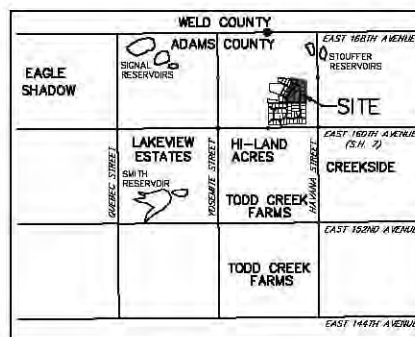 WELD COUNTY
EAST 168TH AVENUE
ADAMS COUNTY
SIGNAL
RESERVOIRS
STOUFFER
RESERVOIRS
EAGLE
SHADOW
SITE
EAST 160TH AVENUE
(S.H. 7)
LAKEVIEW
ESTATES
HI-LAND
ACRES
CREEKSIDE
QUEBEC STREET
SMITH
RESERVOIR
YOSEMITE STREET
TODD CREEK
FARMS
HAVANA STREET
EAST 152ND AVENUE
TODD CREEK
FARMS
EAST 144TH AVENUE